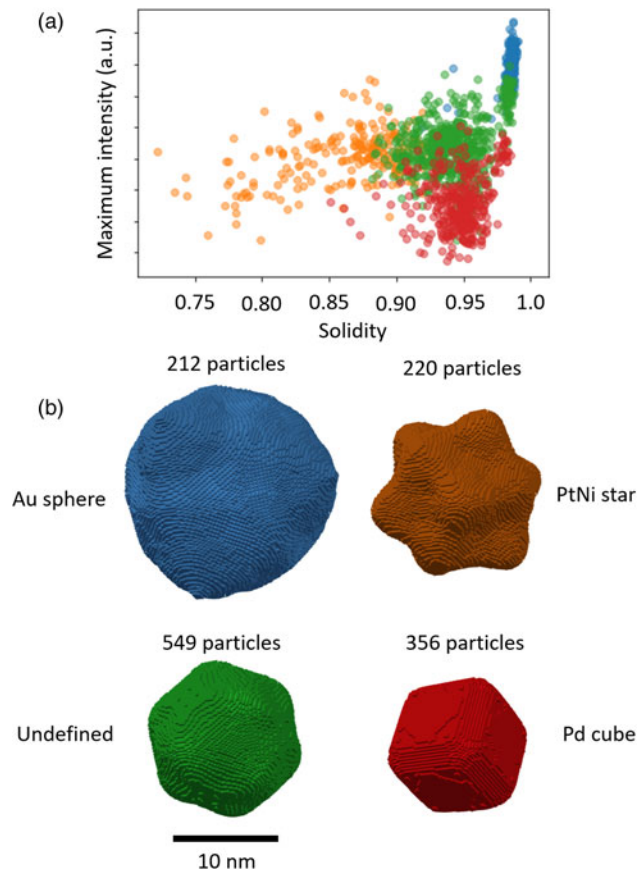 (a)
Maximum intensity (a.u.)
0.75 0.80 0.85 0.90 0.95 1.0
Solidity
212 particles 220 particles
(b)
Au sphere PtNi star
549 particles 356 particles
Undefined Pd cube
10 nm